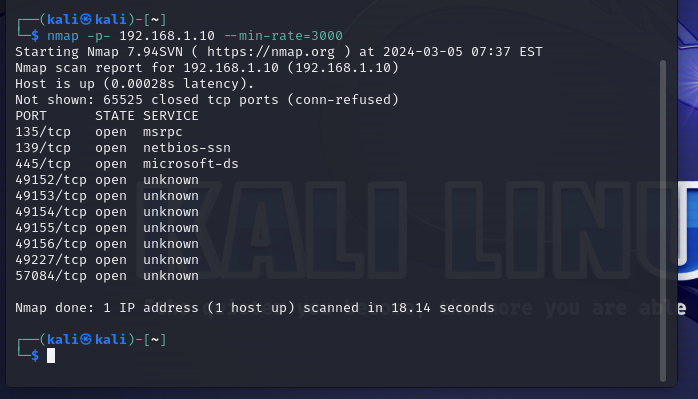 ┌──(kali㉿kali)-[~]
└─$ nmap -p- 192.168.1.10 --min-rate=3000
Starting Nmap 7.94SVN ( https://nmap.org ) at 2024-03-05 07:37 EST
Nmap scan report for 192.168.1.10 (192.168.1.10)
Host is up (0.00028s latency).
Not shown: 65525 closed tcp ports (conn-refused)
PORT      STATE SERVICE
135/tcp   open  msrpc
139/tcp   open  netbios-ssn
445/tcp   open  microsoft-ds
49152/tcp open  unknown
49153/tcp open  unknown
49154/tcp open  unknown
49155/tcp open  unknown
49156/tcp open  unknown
49227/tcp open  unknown
57084/tcp open  unknown
KALI LINU
Nmap done: 1 IP address (1 host up) scanned in 18.14 seconds
more you are able
┌──(kali㉿kali)-[~]
└─$